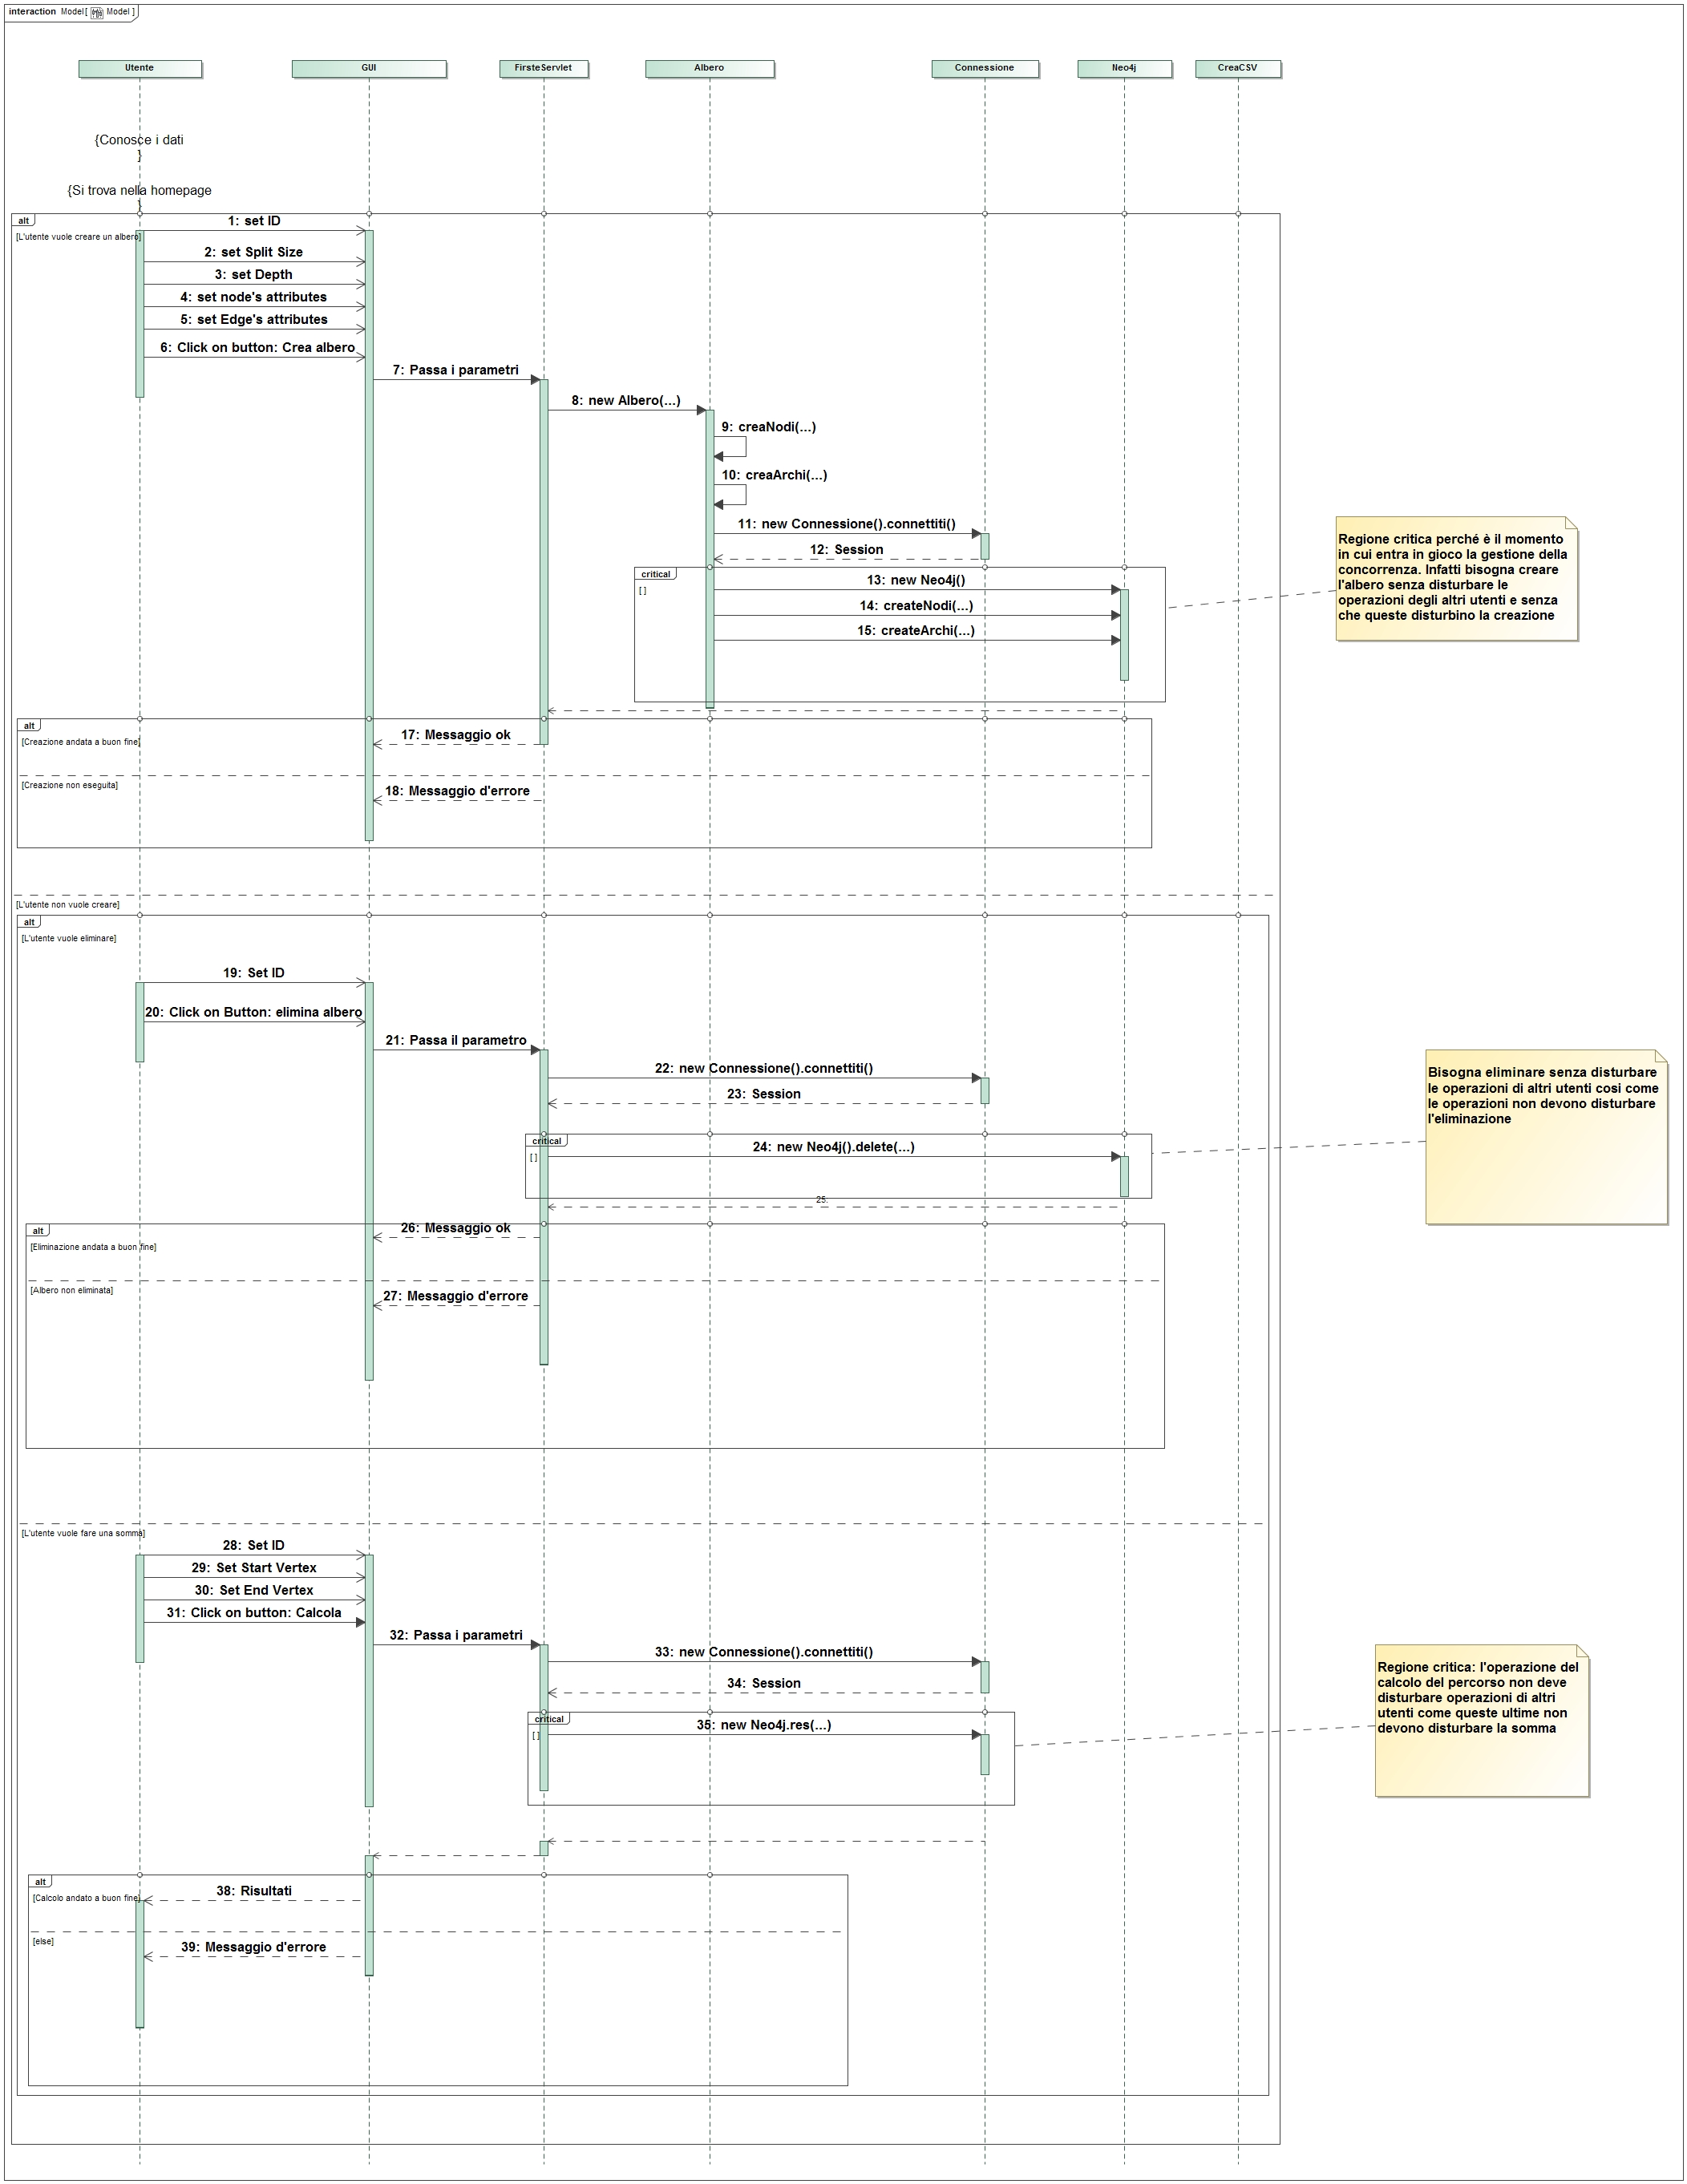 interaction Model[ Model ]
Utente
GUI
FirsteServlet
Albero
Connessione
Neo4j
CreaCSV
{Conosce i dati
}
{Si trova nella homepage
}
alt
[L'utente vuole creare un albero]
1: set ID
2: set Split Size
3: set Depth
4: set node's attributes
5: set Edge's attributes
6: Click on button: Crea albero
7: Passa i parametri
8: new Albero(...)
9: creaNodi(...)
10: creaArchi(...)
11: new Connessione().connettiti()
12: Session
critical
[ ]
13: new Neo4j()
14: createNodi(...)
15: createArchi(...)
Regione critica perché è il momento
in cui entra in gioco la gestione della
concorrenza. Infatti bisogna creare
l'albero senza disturbare le
operazioni degli altri utenti e senza
che queste disturbino la creazione
alt
[Creazione andata a buon fine]
17: Messaggio ok
[Creazione non eseguita]
18: Messaggio d'errore
[L'utente non vuole creare]
alt
[L'utente vuole eliminare]
19: Set ID
20: Click on Button: elimina albero
21: Passa il parametro
22: new Connessione().connettiti()
23: Session
critical
[ ]
24: new Neo4j().delete(...)
25:
Bisogna eliminare senza disturbare
le operazioni di altri utenti cosi come
le operazioni non devono disturbare
l'eliminazione
alt
[Eliminazione andata a buon fine]
26: Messaggio ok
[Albero non eliminata]
27: Messaggio d'errore
[L'utente vuole fare una somma]
28: Set ID
29: Set Start Vertex
30: Set End Vertex
31: Click on button: Calcola
32: Passa i parametri
33: new Connessione().connettiti()
34: Session
critical
[ ]
35: new Neo4j.res(...)
Regione critica: l'operazione del
calcolo del percorso non deve
disturbare operazioni di altri
utenti come queste ultime non
devono disturbare la somma
alt
[Calcolo andato a buon fine]
38: Risultati
[else]
39: Messaggio d'errore